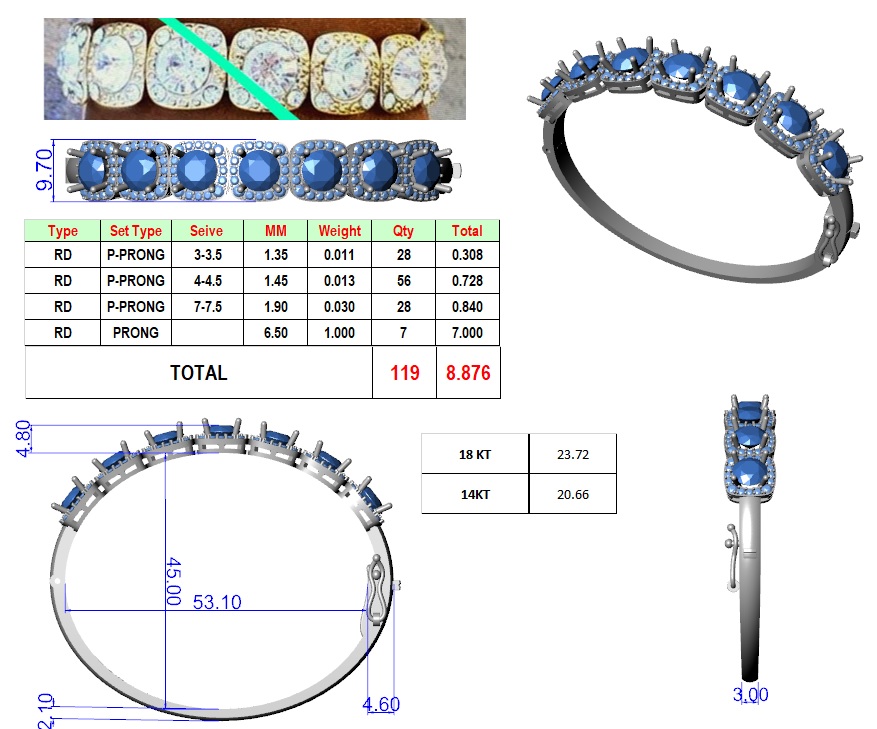 9.70
Type Set Type Seive MM Weight Qty Total
RD P-PRONG 3-3.5 1.35 0.011 28 0.308
RD P-PRONG 4-4.5 1.45 0.013 56 0.728
RD P-PRONG 7-7.5 1.90 0.030 28 0.840
RD PRONG 6.50 1.000 7 7.000
TOTAL 119 8.876
4.80
18 KT 23.72
14KT 20.66
45.00
53.10
2.10
4.60
3.00